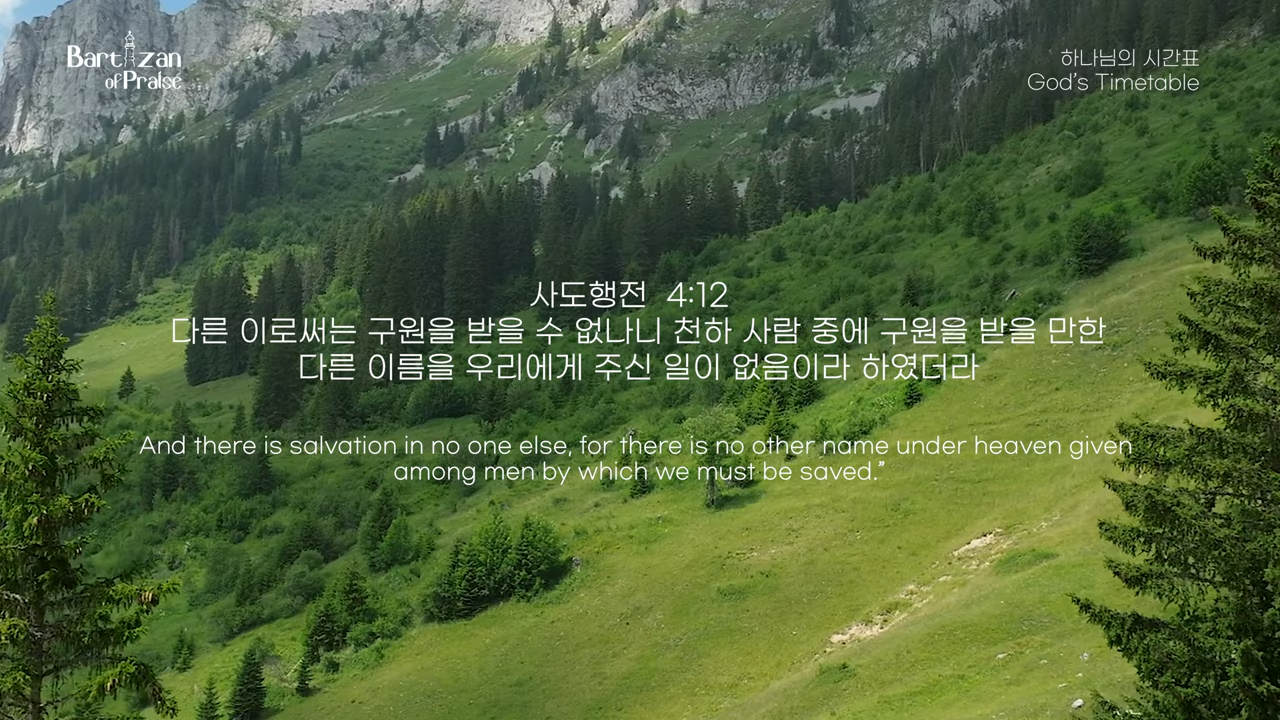 Bartizan
of Praise
하나님의 시간표
God's Timetable
사도행전 4:12
다른 이로써는 구원을 받을 수 없나니 천하 사람 중에 구원을 받을 만한
다른 이름을 우리에게 주신 일이 없음이라 하였더라
And there is salvation in no one else, for there is no other name under heaven given
among men by which we must be saved.”